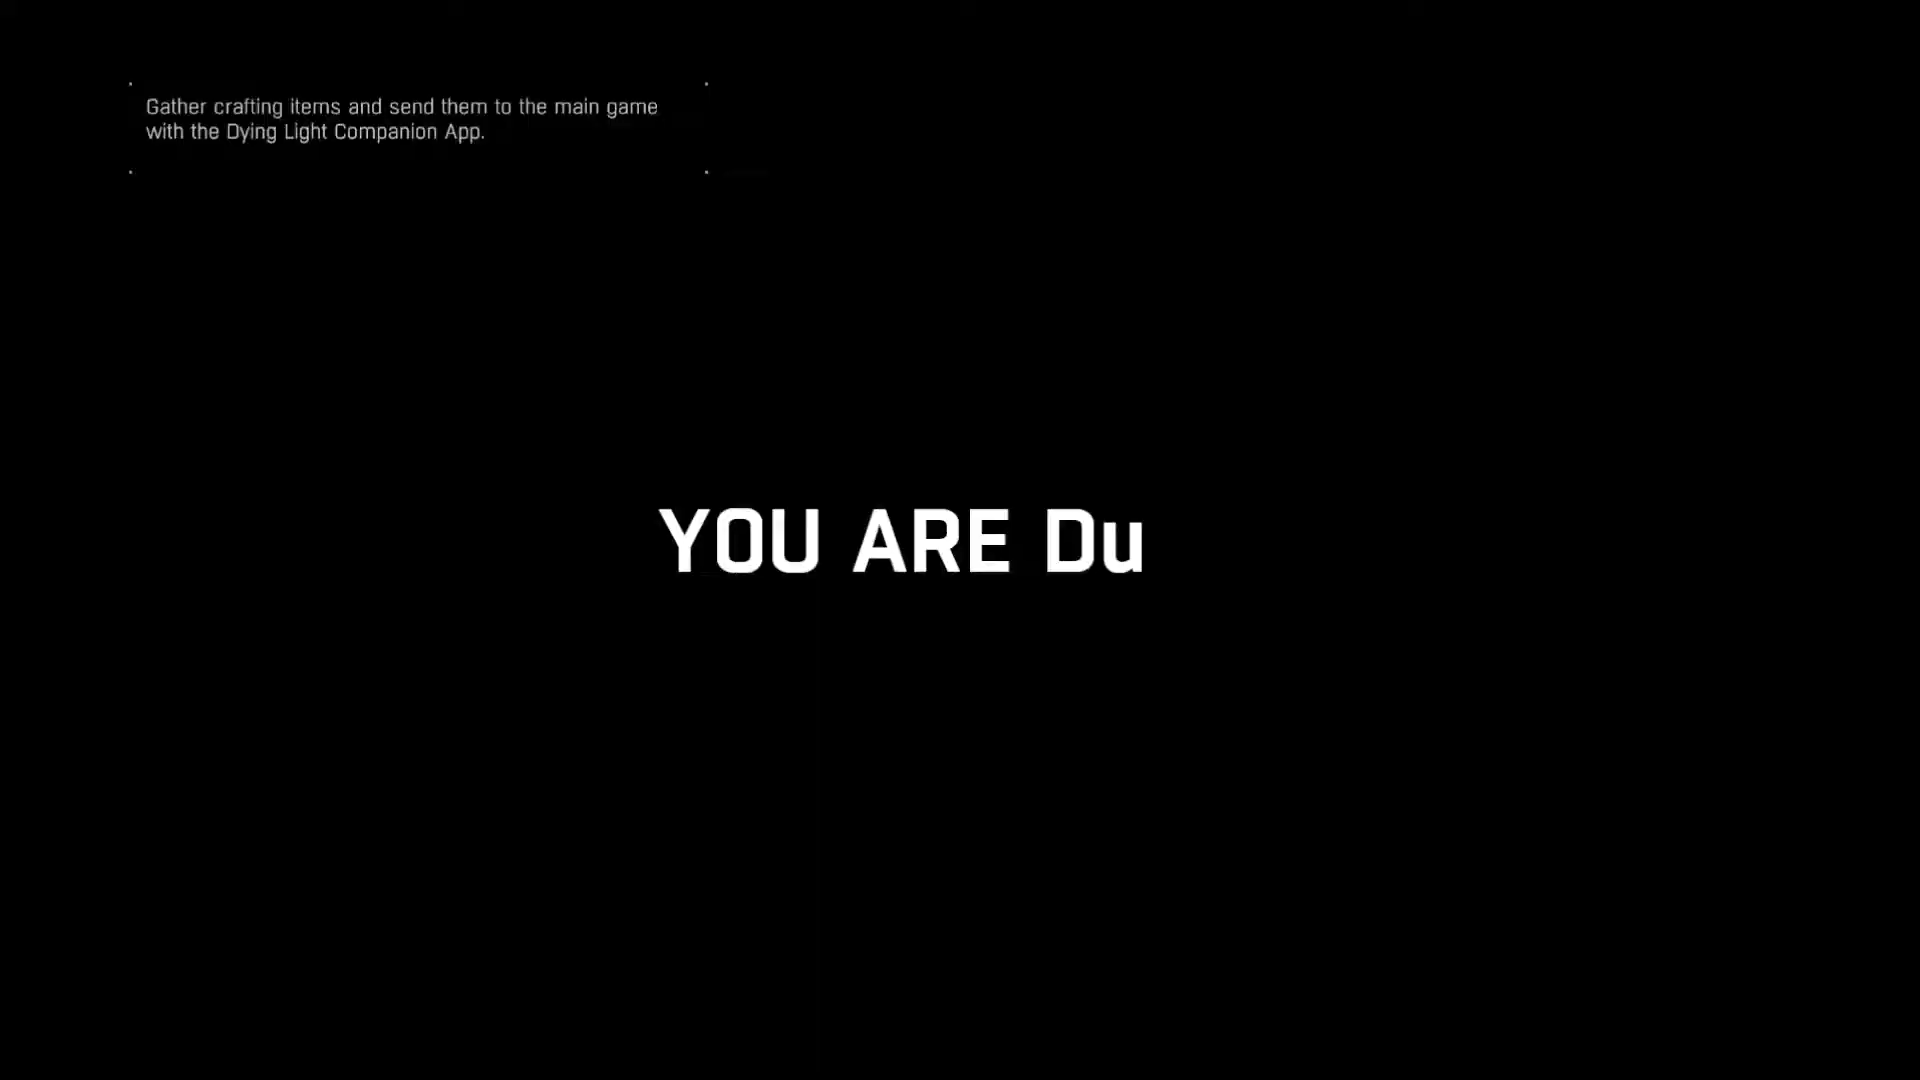 Gather crafting items and send them to the main game
with the Dying Light Companion App.
YOU ARE Du